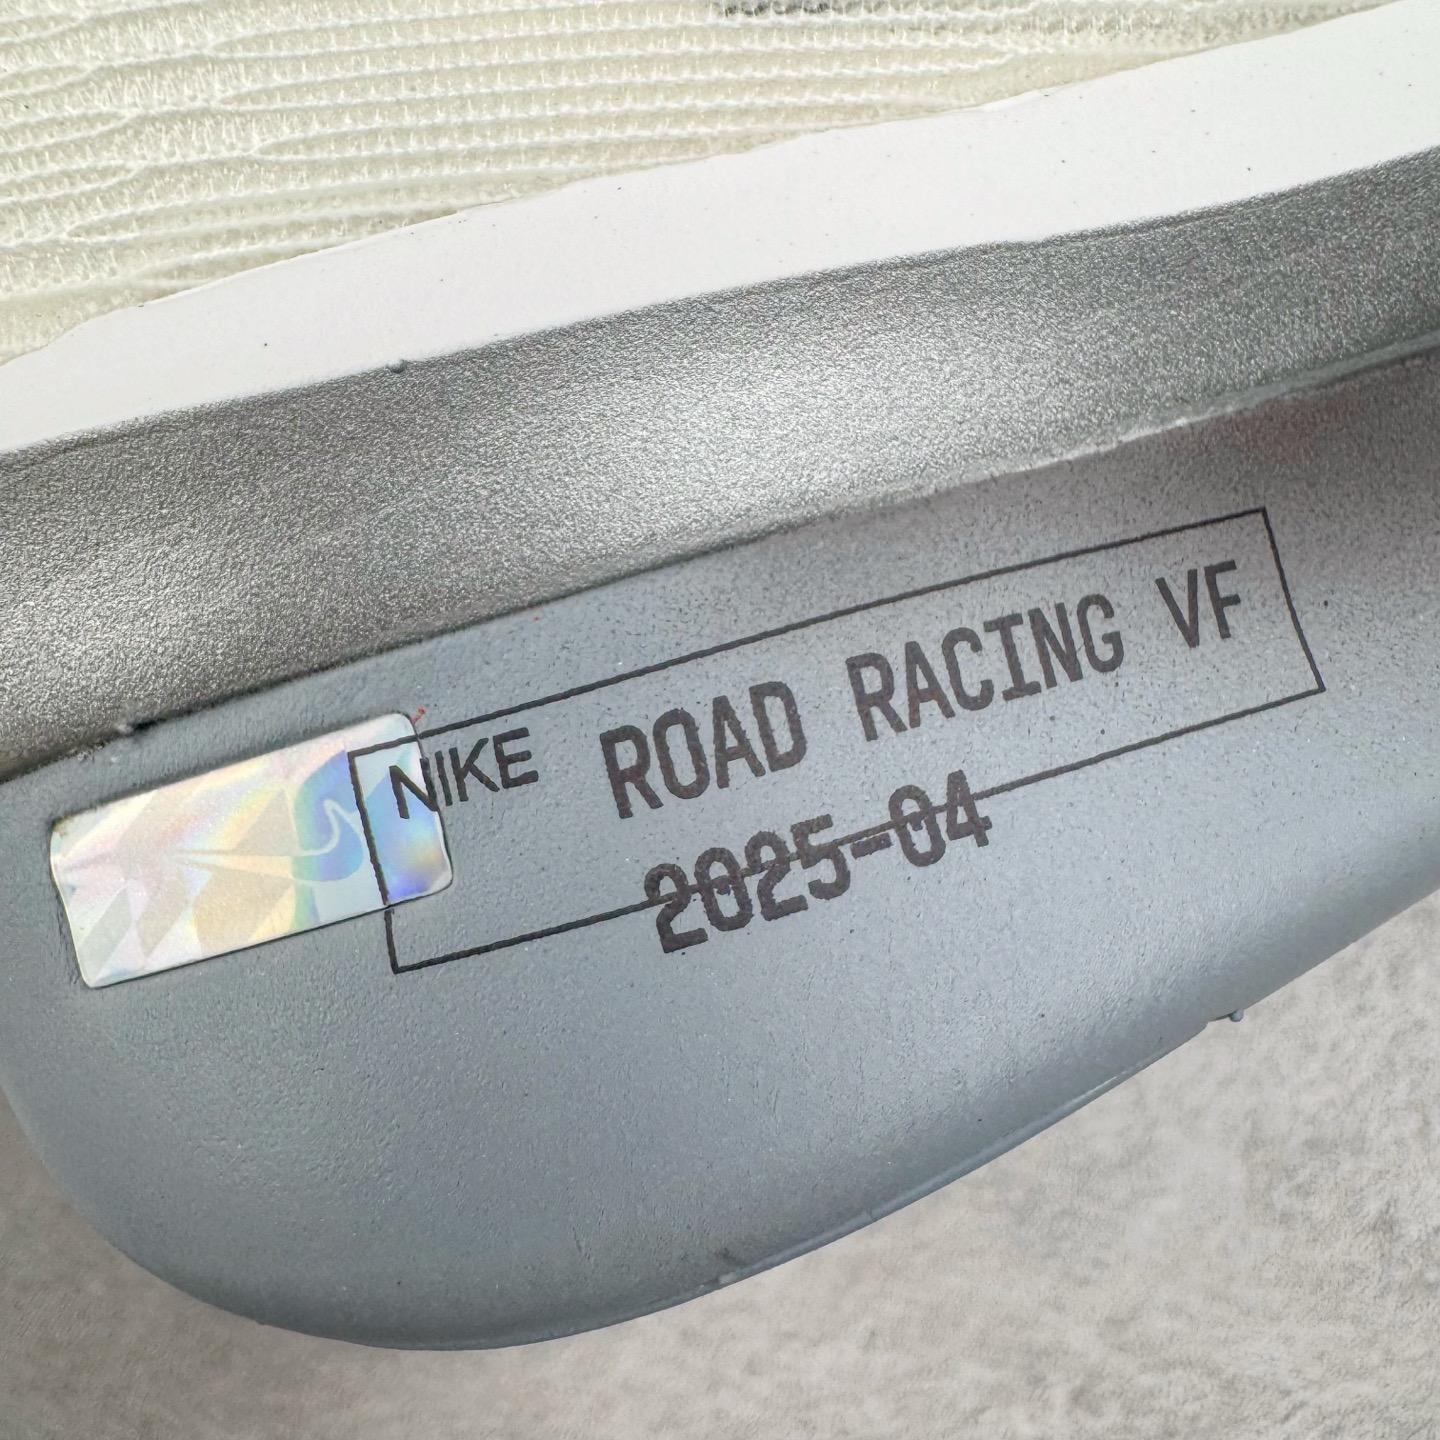 NIKE ROAD RACING VF
2025-04